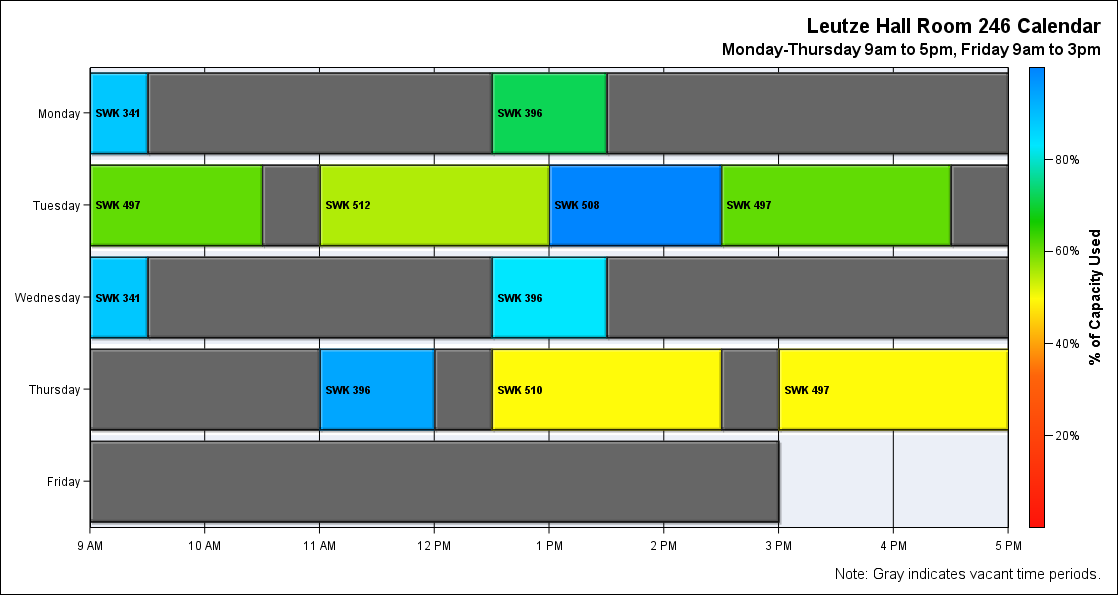 Leutze Hall Room 246 Calendar
Monday-Thursday 9am to 5pm, Friday 9am to 3pm
Monday
SWK 341
SWK 396
Tuesday
SWK 497
SWK 512
SWK 508
SWK 497
Wednesday
SWK 341
SWK 396
Thursday
SWK 396
SWK 510
SWK 497
Friday
9 AM
10 AM
11 AM
12 PM
1 PM
2 PM
3 PM
4 PM
5 PM
80%
60%
40%
20%
% of Capacity Used
Note: Gray indicates vacant time periods.